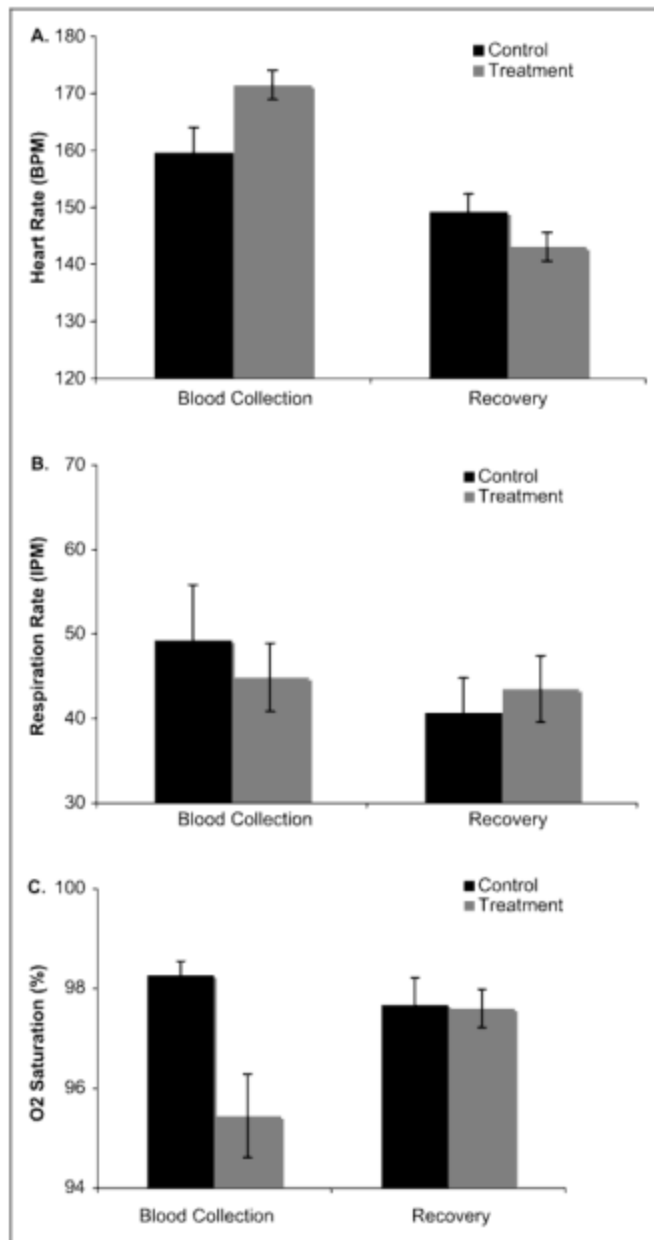 A.
180
170
160
150
140
130
120
Heart Rate (BPM)
Control
Treatment
Blood Collection Recovery
B.
70
60
50
40
30
Respiration Rate (IPM)
Control
Treatment
Blood Collection Recovery
C.
100
98
96
94
O2 Saturation (%)
Control
Treatment
Blood Collection Recovery